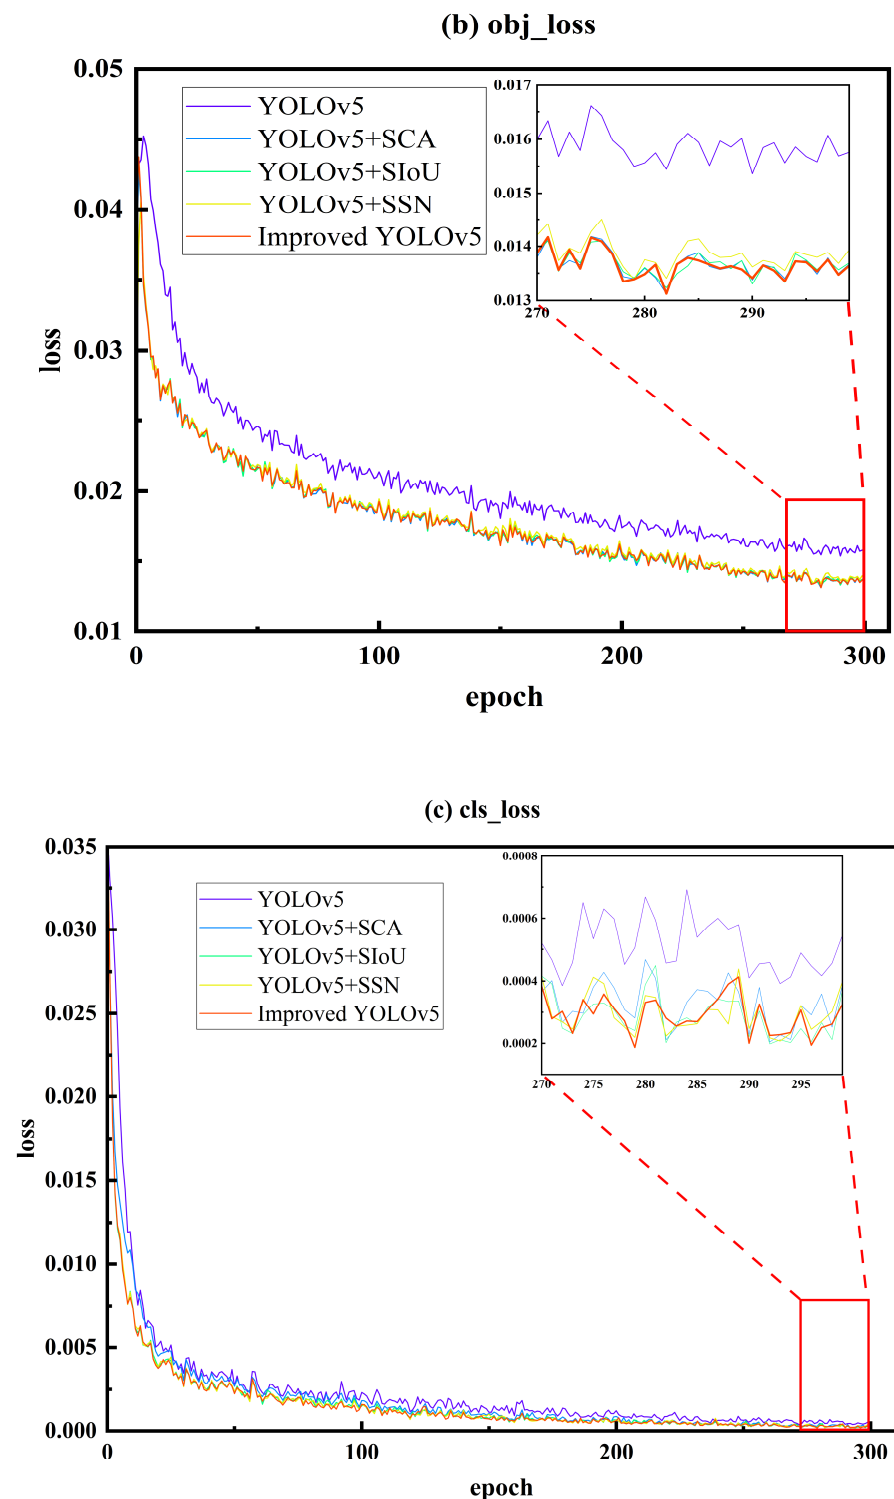 (b) obj_loss
0.05
0.04
0.03
0.02
0.01
loss
YOLOv5
YOLOv5+SCA
YOLOv5+SIoU
YOLOv5+SSN
Improved YOLOv5
0.017
0.016
0.015
0.014
0.013
270 280 290
0 100 200 300
epoch
(c) cls_loss
0.035
0.030
0.025
0.020
0.015
0.010
0.005
0.000
loss
YOLOv5
YOLOv5+SCA
YOLOv5+SIoU
YOLOv5+SSN
Improved YOLOv5
0.0008
0.0006
0.0004
0.0002
270 275 280 285 290 295
0 100 200 300
epoch